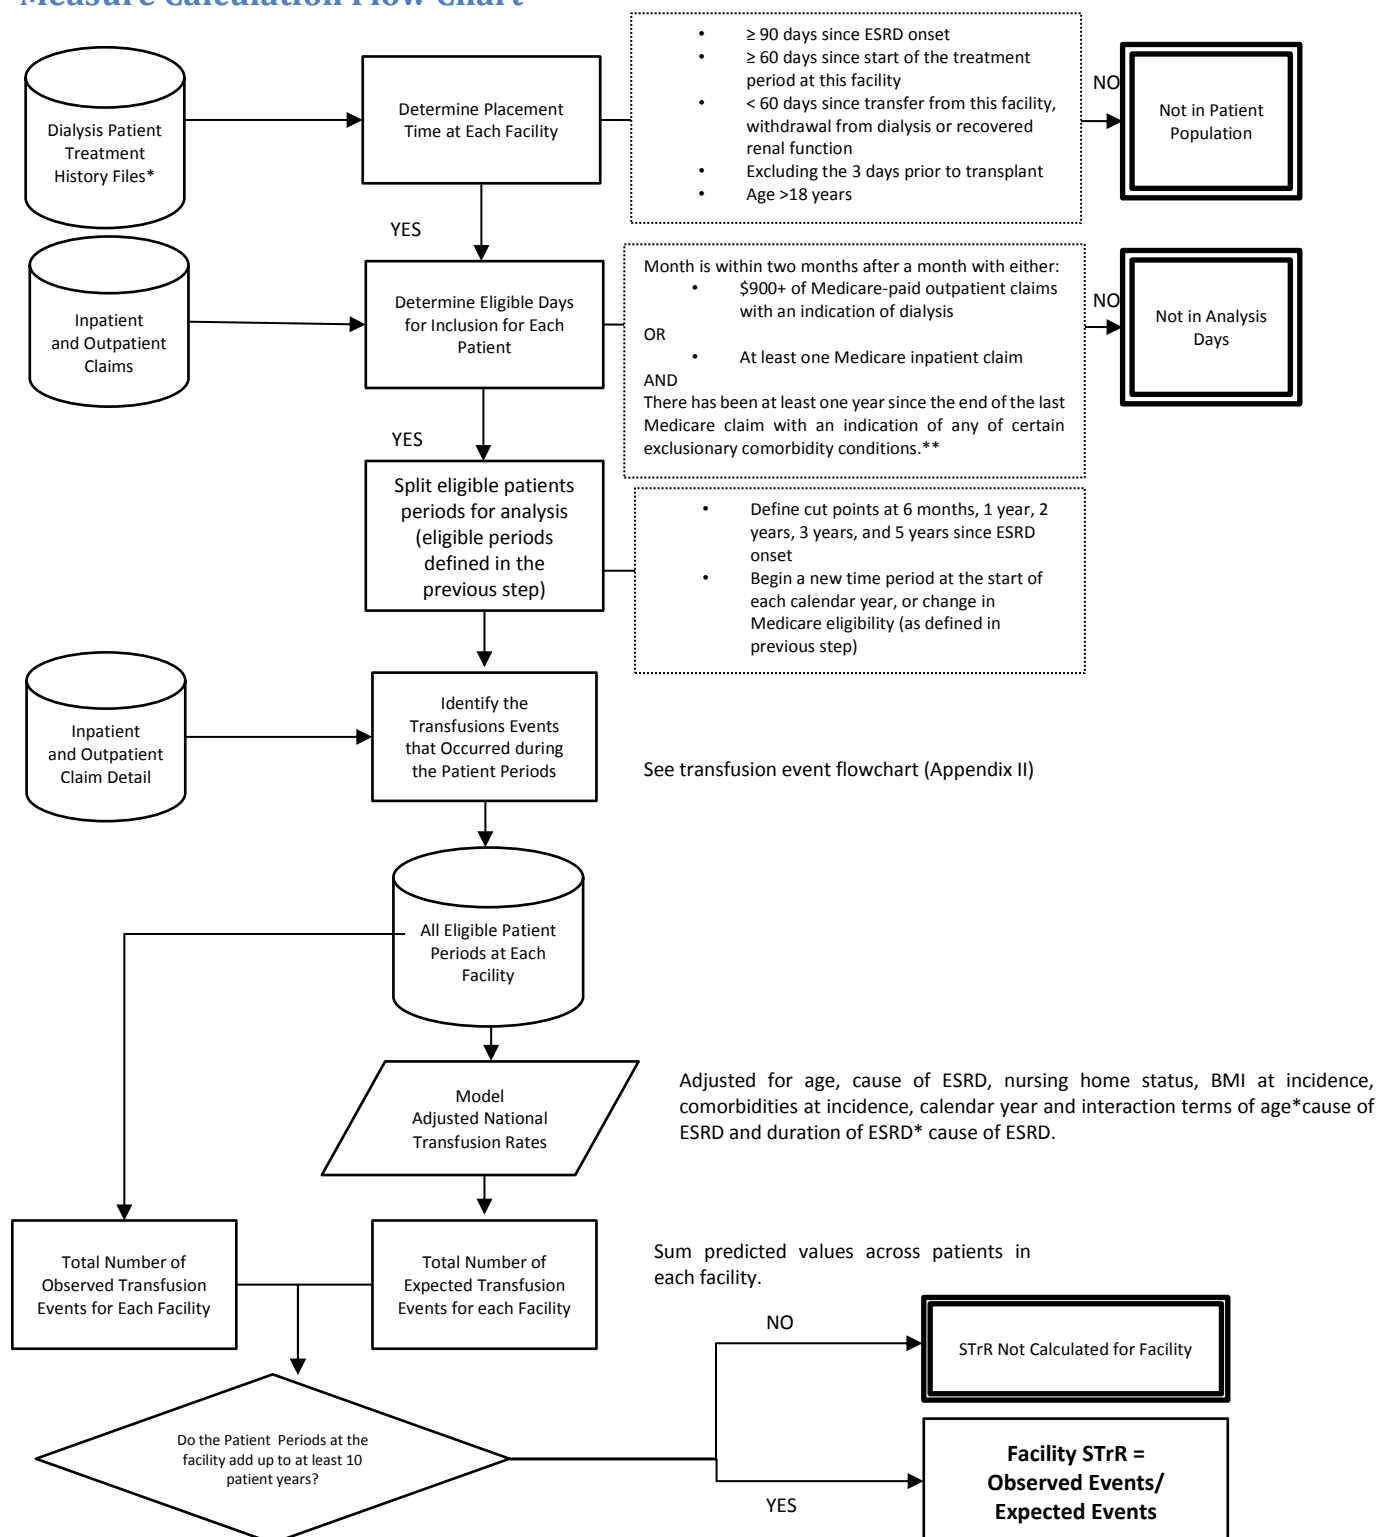 Measure Calculation Flow Chart
Dialysis Patient
Treatment
History Files*
Determine Placement
Time at Each Facility
• ≥ 90 days since ESRD onset
• ≥ 60 days since start of the treatment
period at this facility
• < 60 days since transfer from this facility,
withdrawal from dialysis or recovered
renal function
• Excluding the 3 days prior to transplant
• Age >18 years
NO
Not in Patient
Population
YES
Inpatient
and Outpatient
Claims
Determine Eligible Days
for Inclusion for Each
Patient
Month is within two months after a month with either:
• $900+ of Medicare-paid outpatient claims
with an indication of dialysis
OR
• At least one Medicare inpatient claim
AND
There has been at least one year since the end of the last
Medicare claim with an indication of any of certain
exclusionary comorbidity conditions.**
NO
Not in Analysis
Days
YES
Split eligible patients
periods for analysis
(eligible periods
defined in the
previous step)
• Define cut points at 6 months, 1 year, 2
years, 3 years, and 5 years since ESRD
onset
• Begin a new time period at the start of
each calendar year, or change in
Medicare eligibility (as defined in
previous step)
Inpatient
and Outpatient
Claim Detail
Identify the
Transfusions Events
that Occurred during
the Patient Periods
See transfusion event flowchart (Appendix II)
All Eligible Patient
Periods at Each
Facility
Model
Adjusted National
Transfusion Rates
Adjusted for age, cause of ESRD, nursing home status, BMI at incidence,
comorbidities at incidence, calendar year and interaction terms of age*cause of
ESRD and duration of ESRD* cause of ESRD.
Total Number of
Observed Transfusion
Events for Each Facility
Total Number of
Expected Transfusion
Events for each Facility
Sum predicted values across patients in
each facility.
NO
STrR Not Calculated for Facility
Do the Patient Periods at the
facility add up to at least 10
patient years?
YES
Facility STrR =
Observed Events/
Expected Events